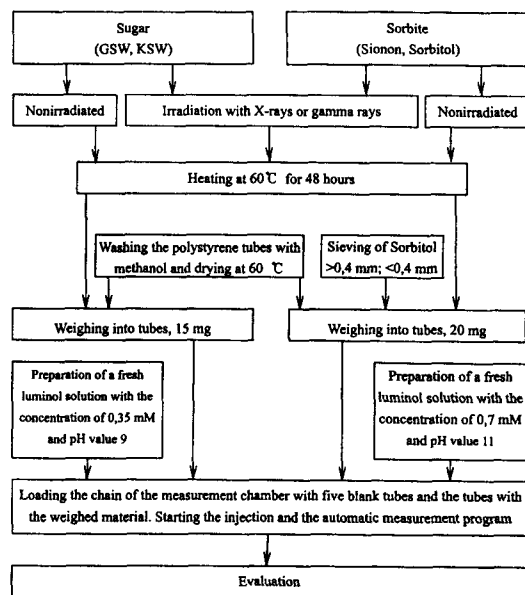 Sugar
(GSW, KSW)
Sorbite
(Sionon, Sorbitol)
Nonirradiated
Irradiation with X-rays or gamma rays
Nonirradiated
Heating at 60℃ for 48 hours
Washing the polystyrene tubes with
methanol and drying at 60 ℃
Sieving of Sorbitol
>0,4 mm; <0,4 mm
Weighing into tubes, 15 mg
Weighing into tubes, 20 mg
Preparation of a fresh
luminol solution with the
concentration of 0,35 mM
and pH value 9
Preparation of a fresh
luminol solution with the
concentration of 0,7 mM
and pH value 11
Loading the chain of the measurement chamber with five blank tubes and the tubes with
the weighed material. Starting the injection and the automatic measurement program
Evaluation